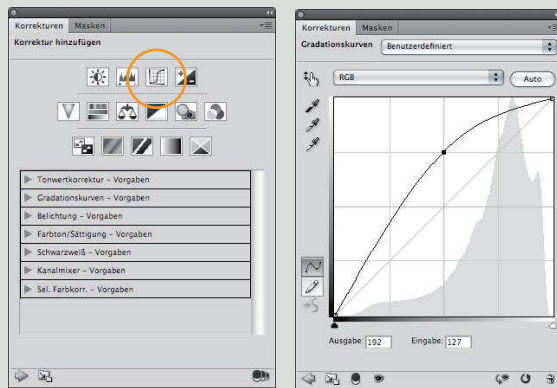 Korrekturen Masken
Korrektur hinzufügen
Tonwertkorrektur - Vorgaben
Gradationskurven - Vorgaben
Belichtung - Vorgaben
Farbton/Sättigung - Vorgaben
Schwarzweiß - Vorgaben
Kanalmixer - Vorgaben
Sel. Farbkorr. - Vorgaben
Korrekturen Masken
Gradationskurven Benutzerdefiniert
RGB Auto
Ausgabe: 192 Eingabe: 127